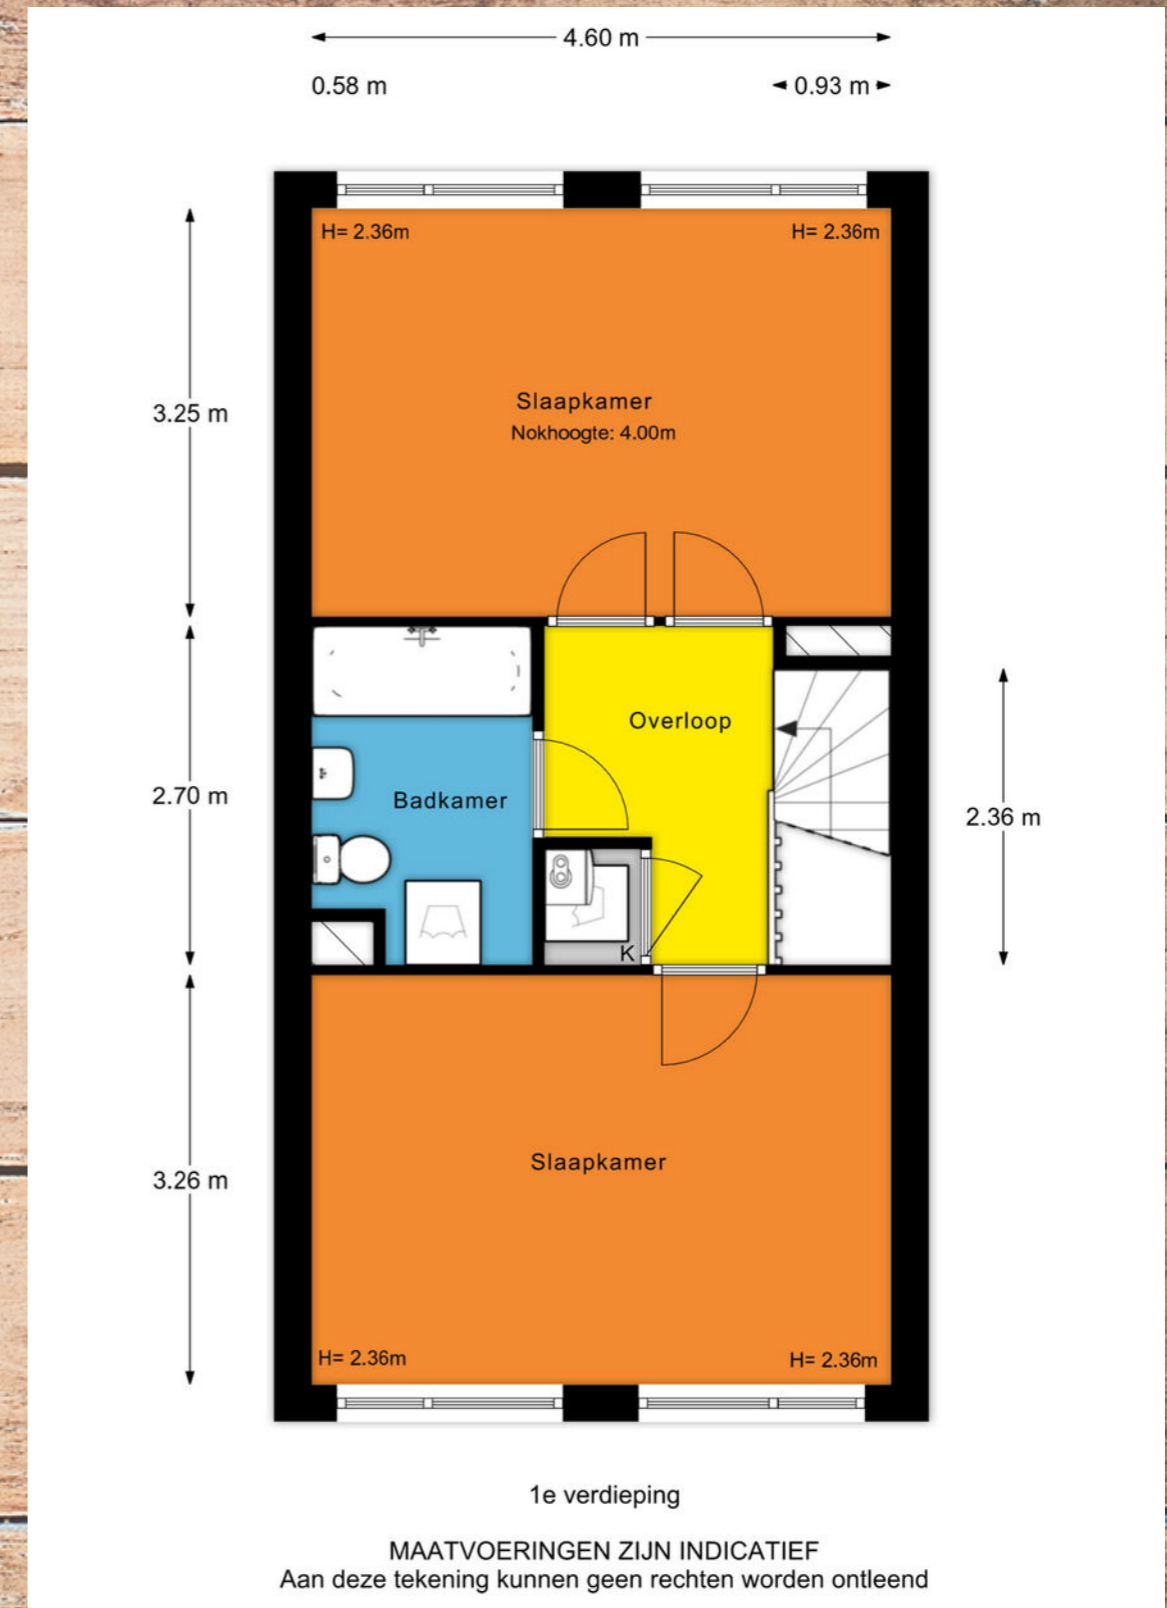 4.60 m
0.58 m
0.93 m
H= 2.36m
H= 2.36m
3.25 m
Slaapkamer
Nokhoogte: 4.00m
Overloop
2.70 m
Badkamer
2.36 m
K
Slaapkamer
3.26 m
H= 2.36m
H= 2.36m
1e verdieping
MAATVOERINGEN ZIJN INDICATIEF
Aan deze tekening kunnen geen rechten worden ontleend